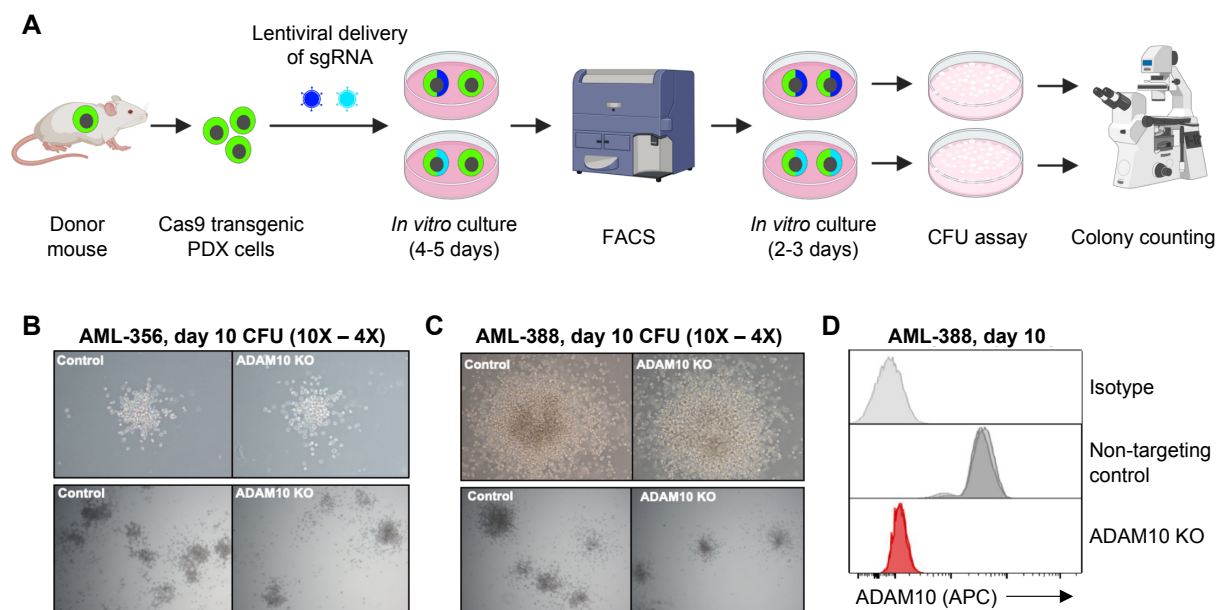 A
Lentiviral delivery
of sgRNA
Donor
mouse
Cas9 transgenic
PDX cells
In vitro culture
(4-5 days)
FACS
In vitro culture
(2-3 days)
CFU assay
Colony counting
B
AML-356, day 10 CFU (10X – 4X)
Control
ADAM10 KO
Control
ADAM10 KO
C
AML-388, day 10 CFU (10X – 4X)
Control
ADAM10 KO
Control
ADAM10 KO
D
AML-388, day 10
Isotype
Non-targeting
control
ADAM10 KO
ADAM10 (APC)